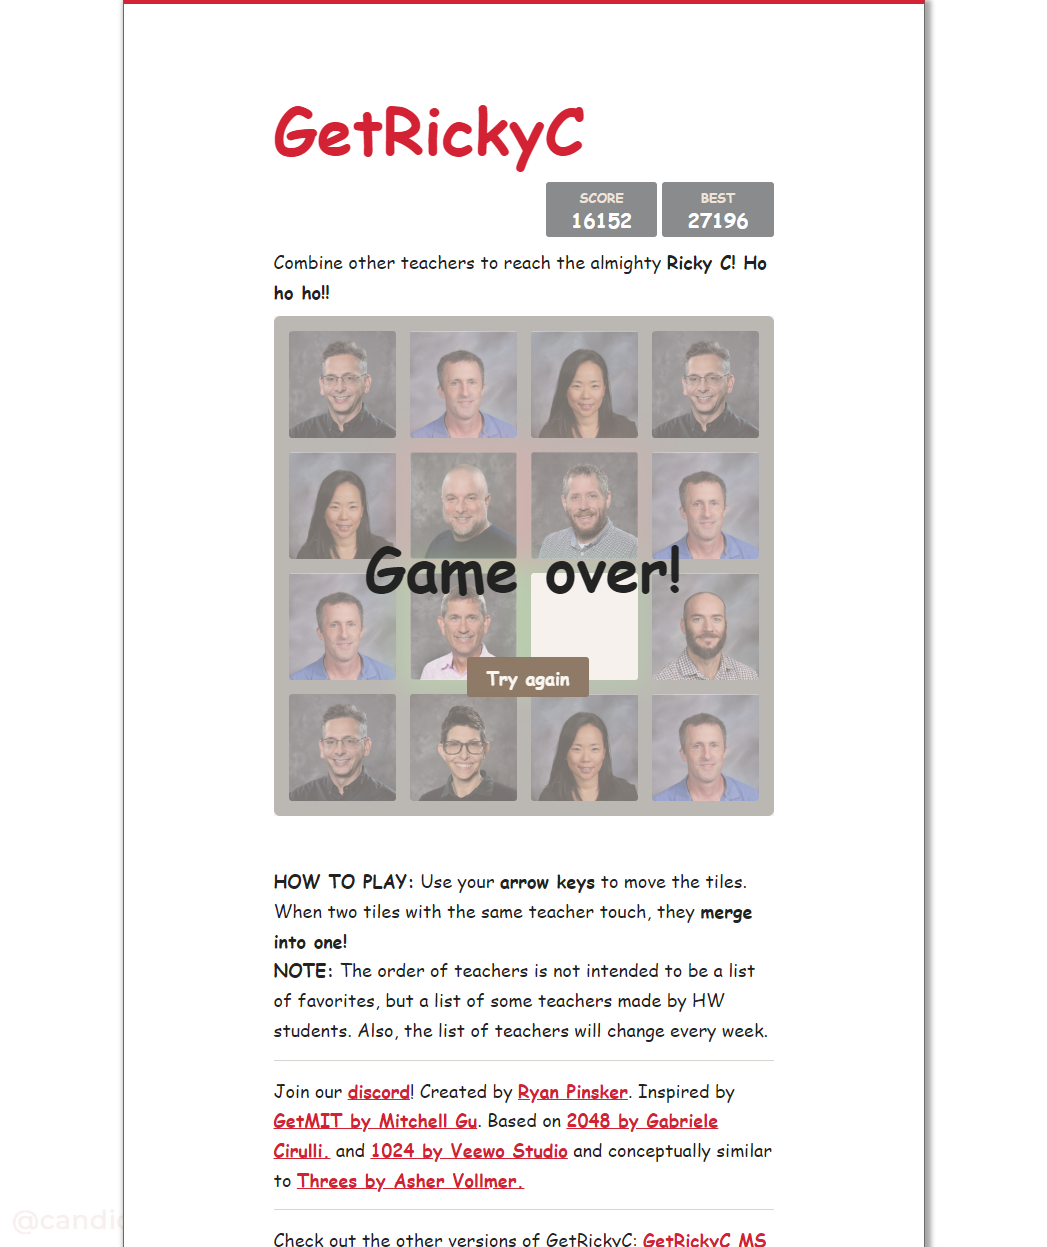 GetRickyC
SCORE
16152
BEST
27196
Combine other teachers to reach the almighty Ricky C! Ho
ho ho!!
Game over!
Try again
HOW TO PLAY: Use your arrow keys to move the tiles.
When two tiles with the same teacher touch, they merge
into one!
NOTE: The order of teachers is not intended to be a list
of favorites, but a list of some teachers made by HW
students. Also, the list of teachers will change every week.
Join our discord! Created by Ryan Pinsker. Inspired by
GetMIT by Mitchell Gu. Based on 2048 by Gabriele
Cirulli. and 1024 by Veewo Studio and conceptually similar
to Threes by Asher Vollmer.
@candi
Check out the other versions of GetRickyC: GetRickyC MS